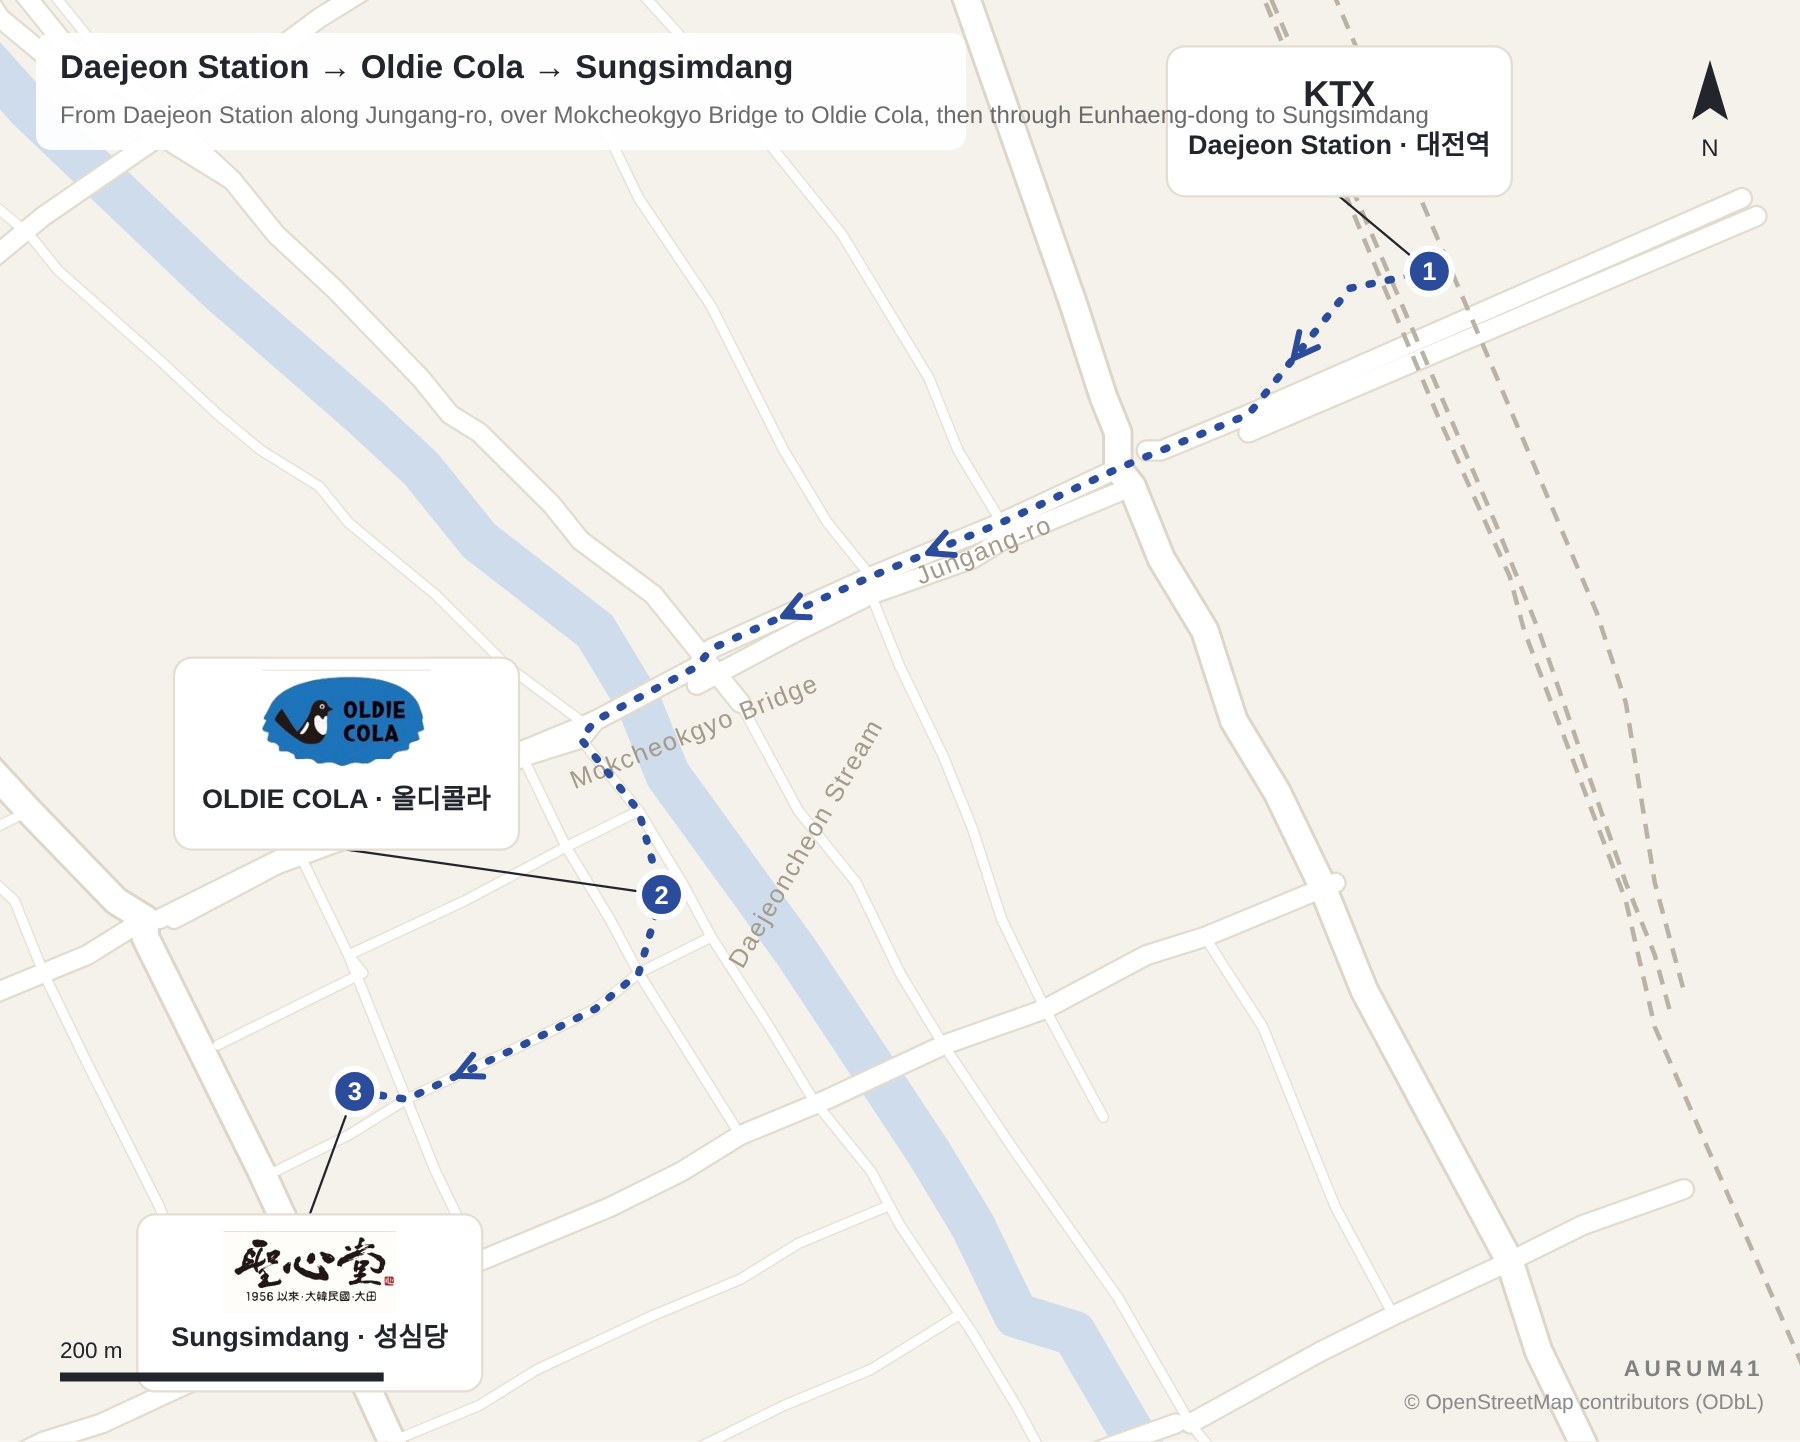 Daejeon Station → Oldie Cola → Sungsimdang
From Daejeon Station along Jungang-ro, over Mokcheokgyo Bridge to Oldie Cola, then through Eunhaeng-dong to Sungsimdang
KTX
Daejeon Station · 대전역
N
1
Jungang-ro
Mokcheokgyo Bridge
Daejeoncheon Stream
OLDIE
COLA
OLDIE COLA · 올디콜라
2
3
聖心堂
1956 以來·大韓民國·大田
Sungsimdang · 성심당
200 m
AURUM41
© OpenStreetMap contributors (ODbL)